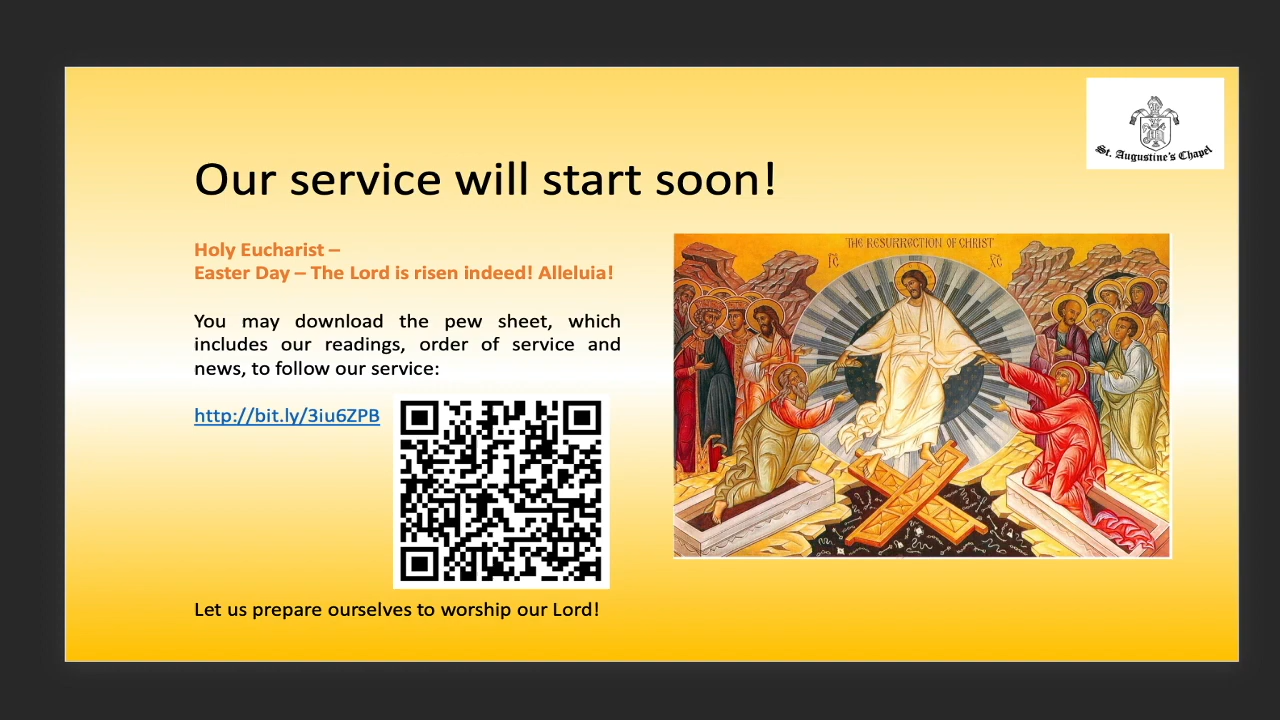 St. Augustine's Chapel
Our service will start soon!
Holy Eucharist –
Easter Day – The Lord is risen indeed! Alleluia!
You may download the pew sheet, which
includes our readings, order of service and
news, to follow our service:
http://bit.ly/3iu6ZPB
Let us prepare ourselves to worship our Lord!
THE RESURRECTION OF CHRIST
IC XC